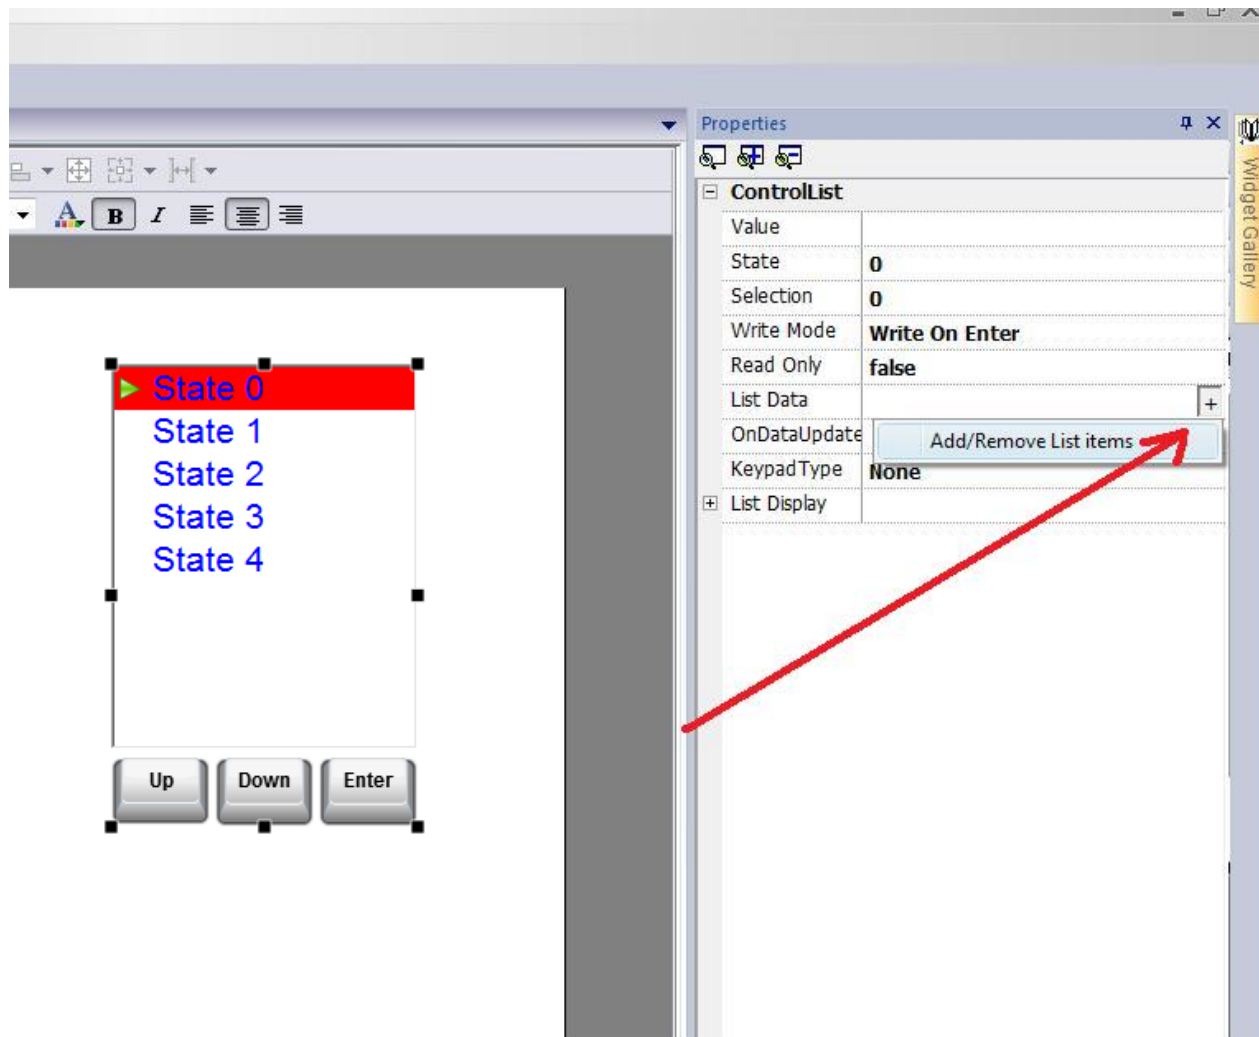 Properties
Widget Gallery
ControlList
Value
State 0
Selection 0
Write Mode Write On Enter
Read Only false
List Data +
OnDataUpdate
Add/Remove List items
KeypadType None
List Display
A B I
State 0
State 1
State 2
State 3
State 4
Up Down Enter